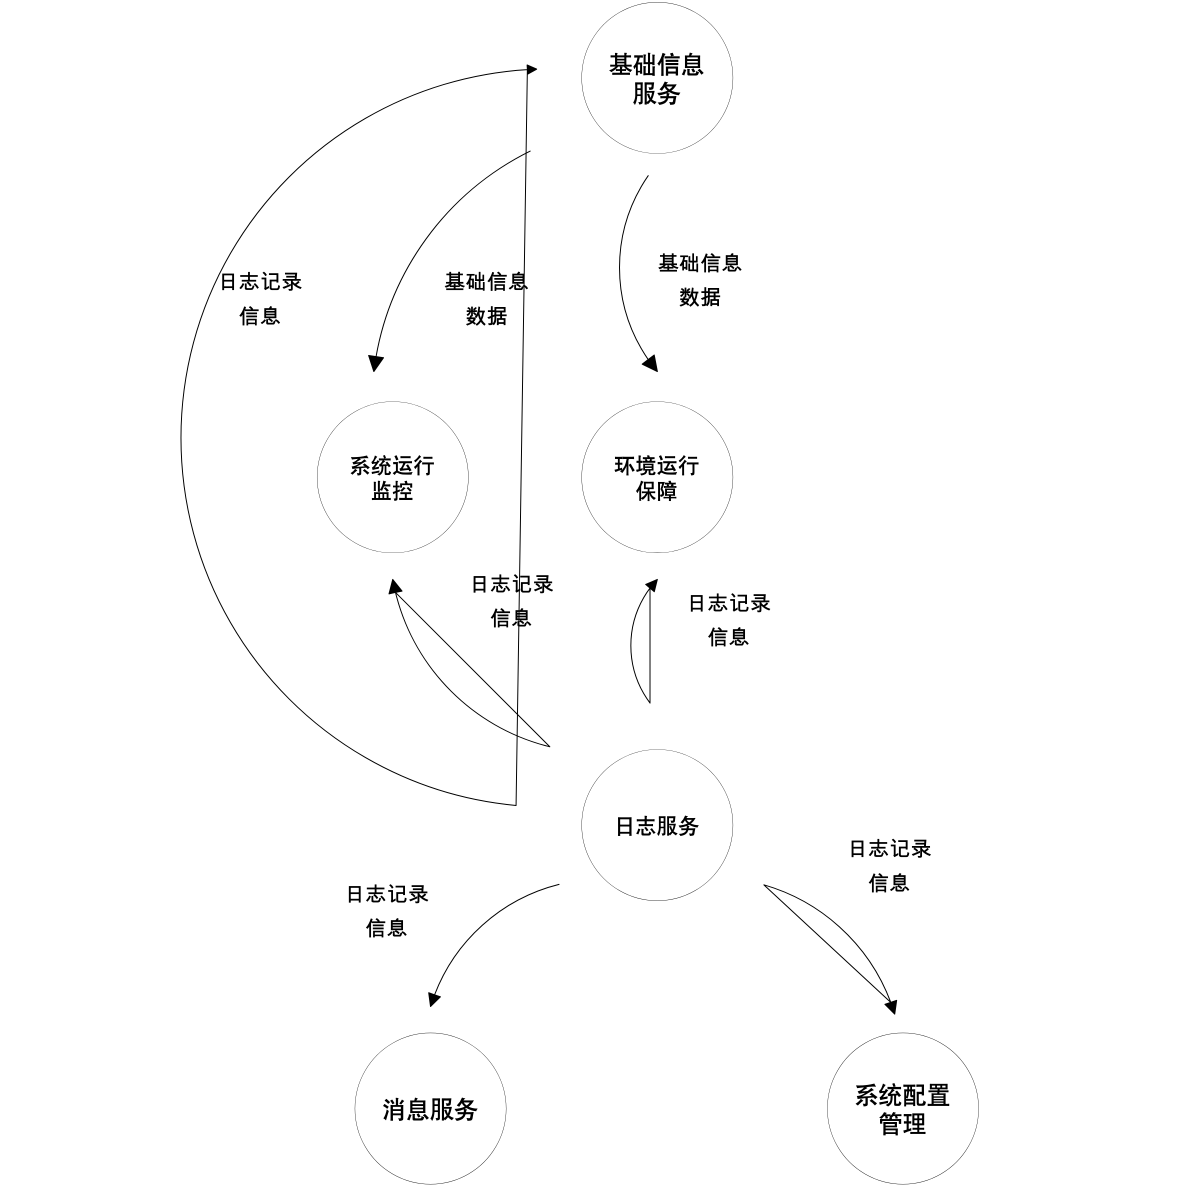 基础信息
服务
基础信息
数据
日志记录
信息
基础信息
数据
系统运行
监控
环境运行
保障
日志记录
信息
日志记录
信息
日志服务
日志记录
信息
日志记录
信息
消息服务
系统配置
管理